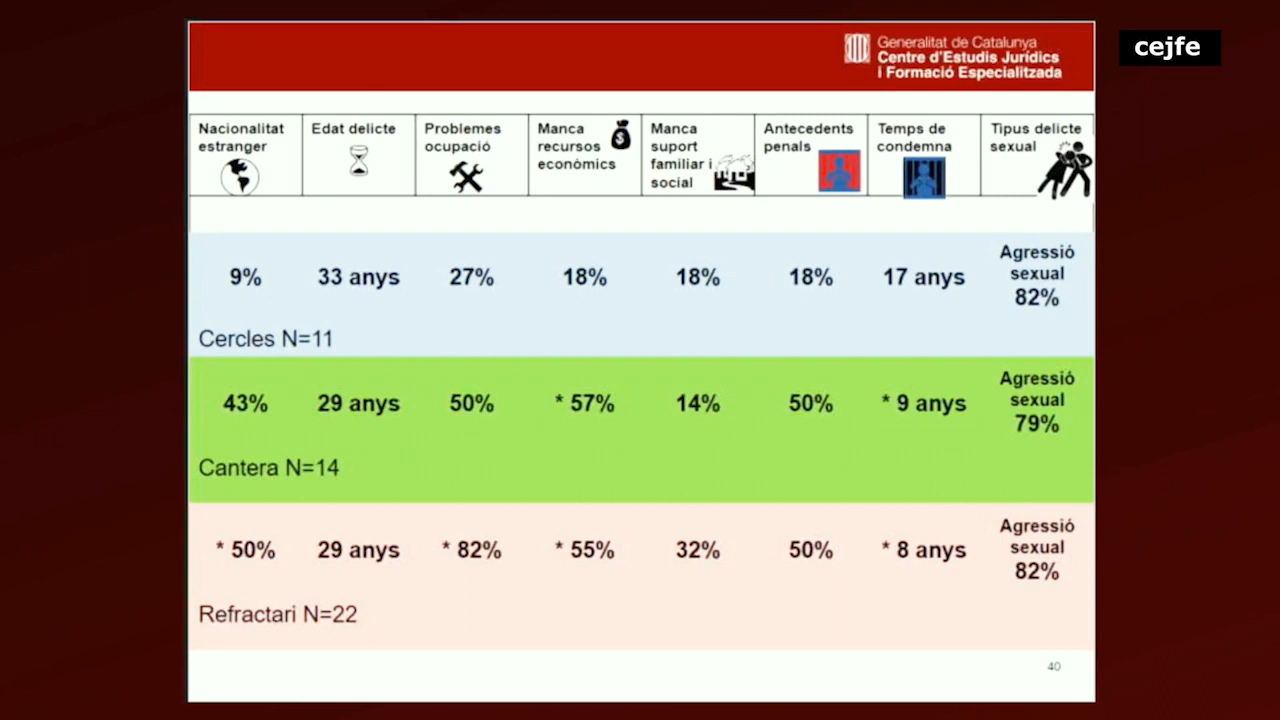 cejfe
Generalitat de Catalunya
Centre d'Estudis Jurídics
i Formació Especialitzada
Nacionalitat
estranger
Edat delicte
Problemes
ocupació
Manca
recursos
econòmics
Manca
suport
familiar i
social
Antecedents
penals
Temps de
condemna
Tipus delicte
sexual
9%
33 anys
27%
18%
18%
18%
17 anys
Agressió
sexual
82%
Cercles N=11
43%
29 anys
50%
* 57%
14%
50%
* 9 anys
Agressió
sexual
79%
Cantera N=14
* 50%
29 anys
* 82%
* 55%
32%
50%
* 8 anys
Agressió
sexual
82%
Refractari N=22
40